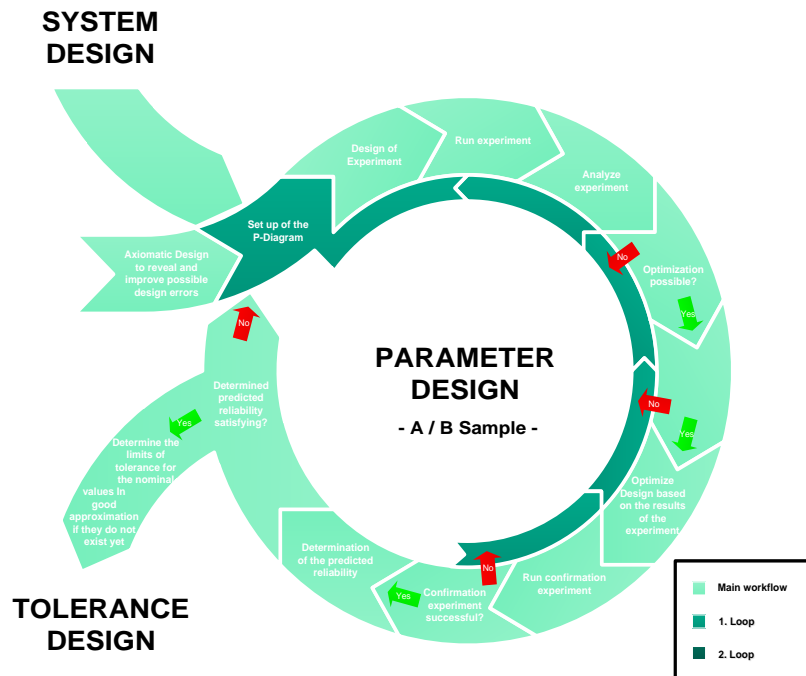 SYSTEM
DESIGN
Axiomatic Design
to reveal and
improve possible
design errors
Set up of the
P-Diagram
Design of
Experiment
Run experiment
Analyze
experiment
Optimization
possible?
No
Yes
No
Yes
Optimize
Design based
on the results
of the
experiment
Run confirmation
experiment
Confirmation
experiment
successful?
No
Yes
Determination
of the predicted
reliability
Determined
predicted
reliability
satisfying?
No
Yes
Determine the
limits of
tolerance for
the nominal
values in
good
approximation
if they do not
exist yet
PARAMETER
DESIGN
- A / B Sample -
TOLERANCE
DESIGN
Main workflow
1. Loop
2. Loop